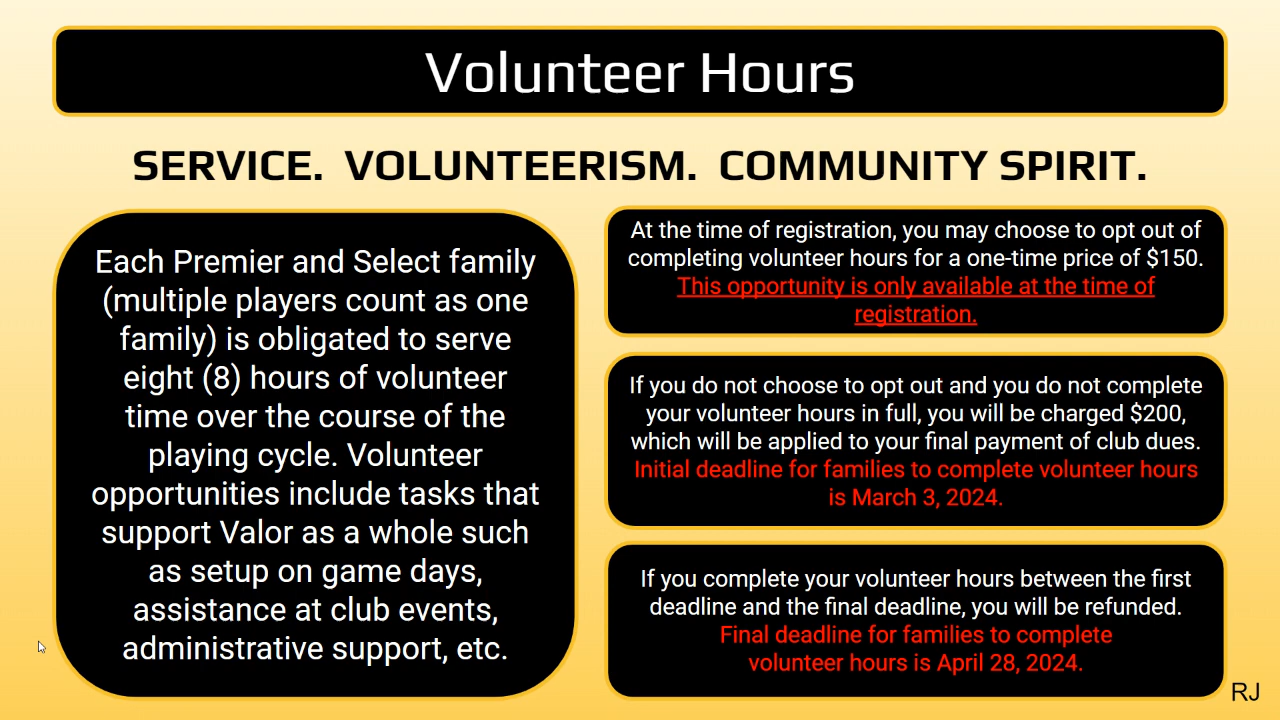 Volunteer Hours
SERVICE. VOLUNTEERISM. COMMUNITY SPIRIT.
Each Premier and Select family
(multiple players count as one
family) is obligated to serve
eight (8) hours of volunteer
time over the course of the
playing cycle. Volunteer
opportunities include tasks that
support Valor as a whole such
as setup on game days,
assistance at club events,
administrative support, etc.
At the time of registration, you may choose to opt out of
completing volunteer hours for a one-time price of $150.
This opportunity is only available at the time of
registration.
If you do not choose to opt out and you do not complete
your volunteer hours in full, you will be charged $200,
which will be applied to your final payment of club dues.
Initial deadline for families to complete volunteer hours
is March 3, 2024.
If you complete your volunteer hours between the first
deadline and the final deadline, you will be refunded.
Final deadline for families to complete
volunteer hours is April 28, 2024.
RJ